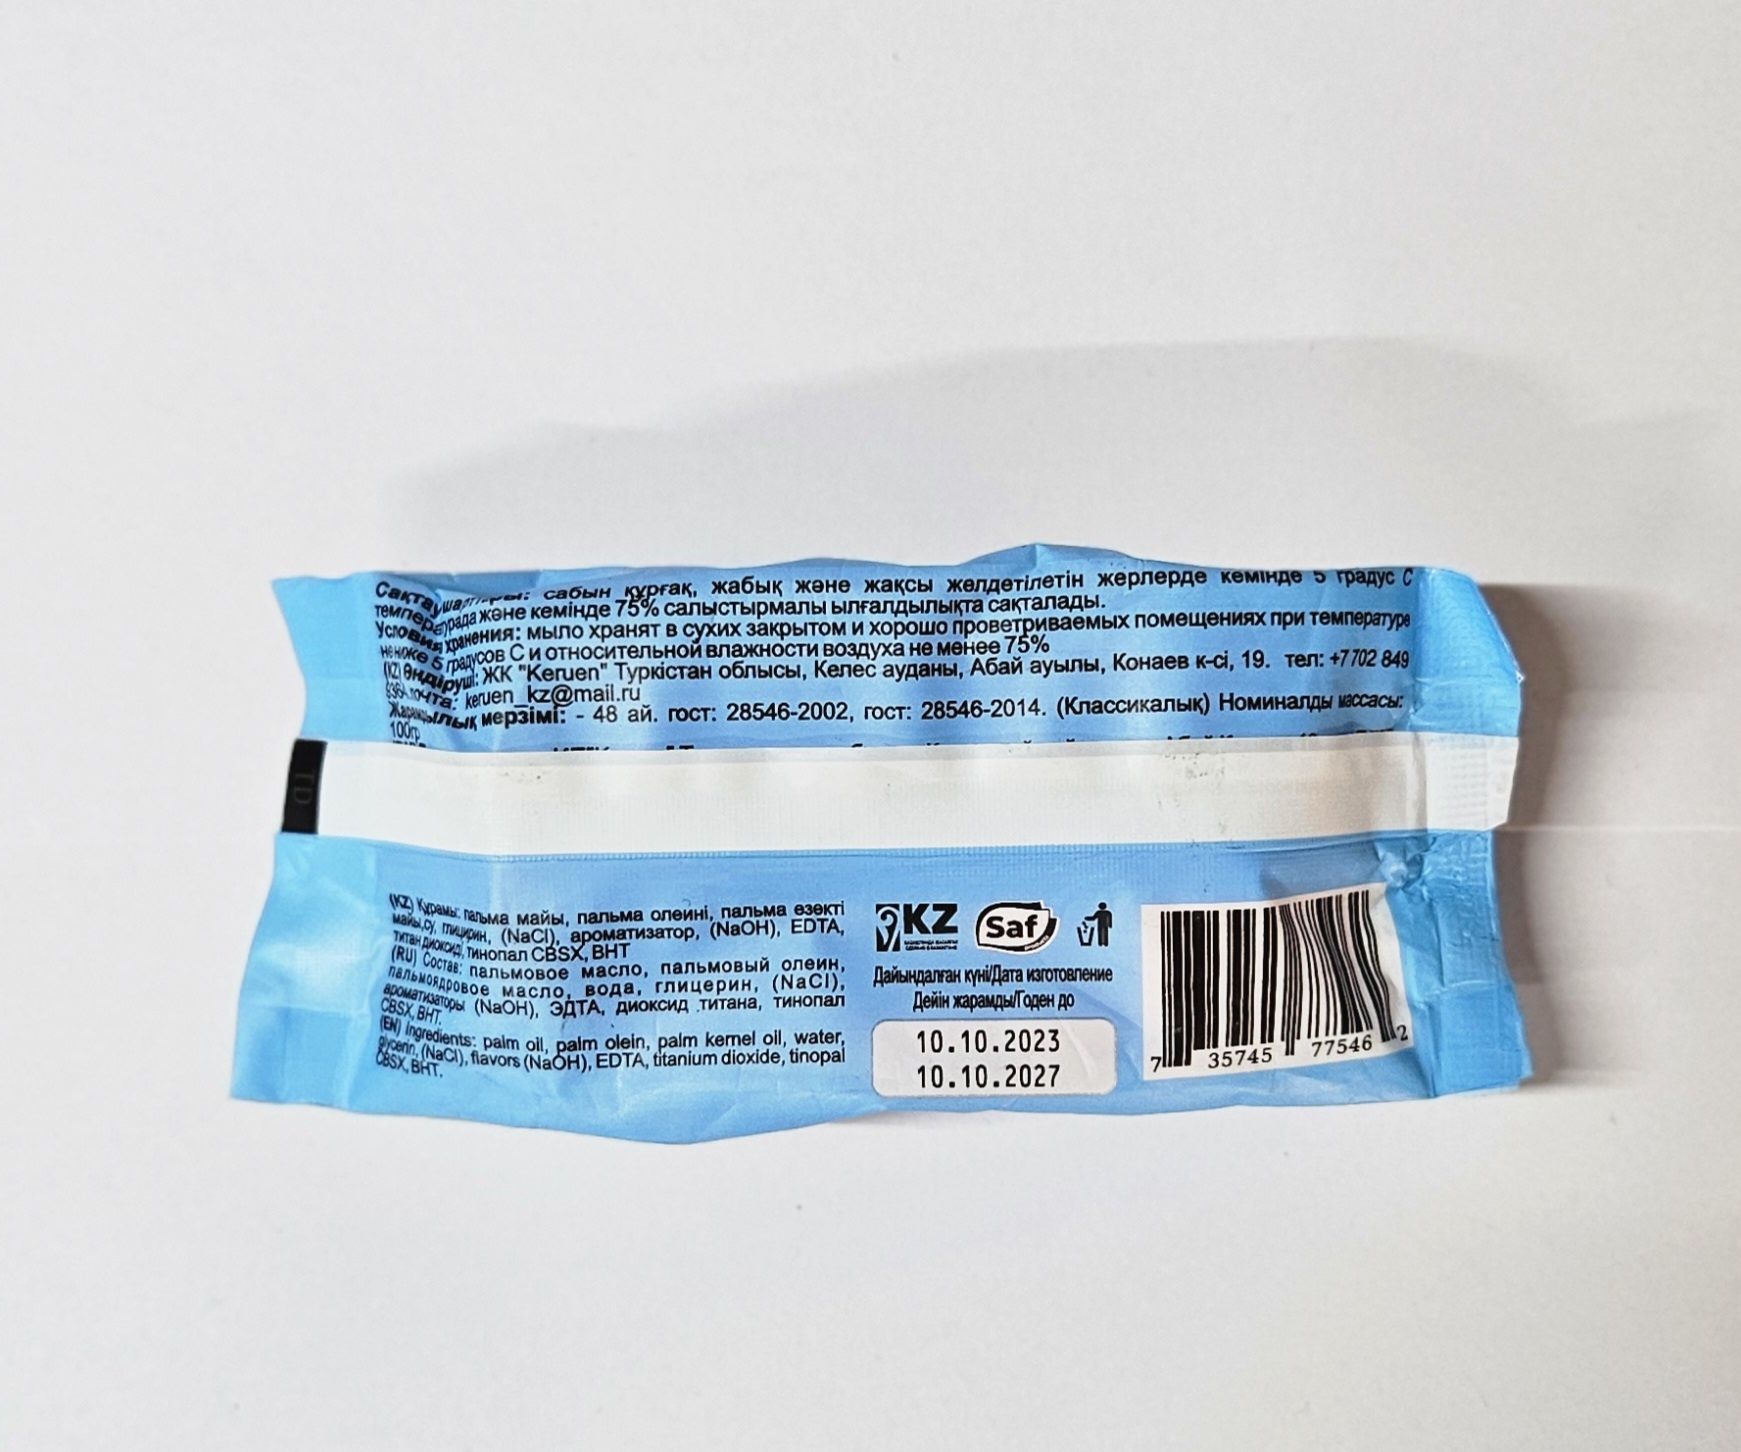 Сақтау шарттары: сабын құрғақ, жабық және жақсы желдетілетін жерлерде кемінде 5 градус С
температурада және кемінде 75% салыстырмалы ылғалдылықта сақталады.
Условия хранения: мыло хранят в сухих закрытом и хорошо проветриваемых помещениях при температуре
не ниже 5 градусов С и относительной влажности воздуха не менее 75%
(KZ) Өндіруші: ЖК "Keruen" Туркістан облысы, Келес ауданы, Абай ауылы, Конаев к-сі, 19. тел: +7 702 849
почта: keruen_kz@mail.ru
Жарамдылық мерзімі: - 48 ай. гост: 28546-2002, гост: 28546-2014. (Классикалық) Номиналды массасы:
100гр
TD
(KZ) Құрамы: пальма майы, пальма олеині, пальма өзекті
майы, су, глицирин, (NaCl), ароматизатор, (NaOH), EDTA,
титан диоксид, тинопал CBSX, BHT
(RU) Состав: пальмовое масло, пальмовый олеин,
пальмоядровое масло, вода, глицерин, (NaCl),
ароматизаторы (NaOH), ЭДТА, диоксид титана, тинопал
CBSX, BHT.
(EN) Ingredients: palm oil, palm olein, palm kernel oil, water,
glycerin, (NaCl), flavors (NaOH), EDTA, titanium dioxide, tinopal
CBSX, BHT.
KZ
Saf
Дайындалған күні/Дата изготовление
Дейін жарамды/Годен до
10.10.2023
10.10.2027
7 35745 77546 2